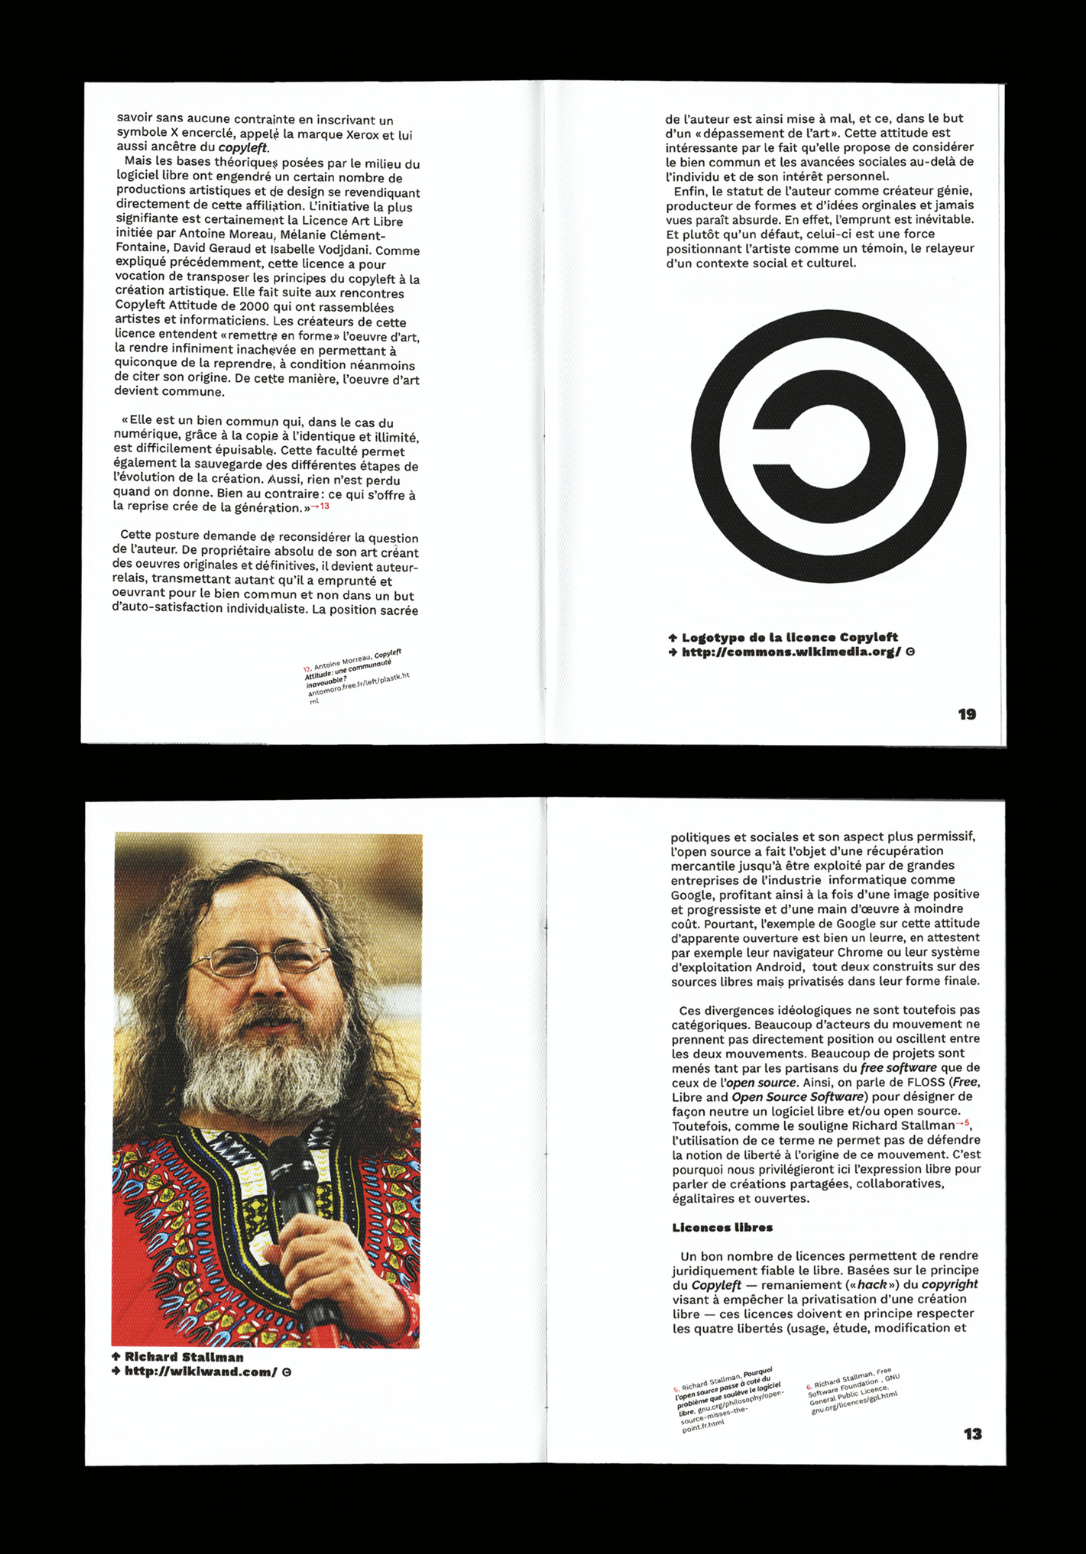 savoir sans aucune contrainte en inscrivant un
symbole X encerclé, appelé la marque Xerox et lui
aussi ancêtre du copyleft.
Mais les bases théoriques posées par le milieu du
logiciel libre ont engendré un certain nombre de
productions artistiques et de design se revendiquant
directement de cette affiliation. L'initiative la plus
signifiante est certainement la Licence Art Libre
initiée par Antoine Moreau, Mélanie Clément-
Fontaine, David Geraud et Isabelle Vodjdani. Comme
expliqué précédemment, cette licence a pour
vocation de transposer les principes du copyleft à la
création artistique. Elle fait suite aux rencontres
Copyleft Attitude de 2000 qui ont rassemblées
artistes et informaticiens. Les créateurs de cette
licence entendent «remettre en forme» l'oeuvre d'art,
la rendre infiniment inachevée en permettant à
quiconque de la reprendre, à condition néanmoins
de citer son origine. De cette manière, l'oeuvre d'art
devient commune.
«Elle est un bien commun qui, dans le cas du
numérique, grâce à la copie à l'identique et illimité,
est difficilement épuisable. Cette faculté permet
également la sauvegarde des différentes étapes de
l'évolution de la création. Aussi, rien n'est perdu
quand on donne. Bien au contraire: ce qui s'offre à
la reprise crée de la génération.»→13
Cette posture demande de reconsidérer la question
de l'auteur. De propriétaire absolu de son art créant
des oeuvres originales et définitives, il devient auteur-
relais, transmettant autant qu'il a emprunté et
oeuvrant pour le bien commun et non dans un but
d'auto-satisfaction individualiste. La position sacrée
13. Antoine Morreau, Copyleft
Attitude: une communauté
inavouable?
antomoro.free.fr/left/plastk.ht
ml
de l'auteur est ainsi mise à mal, et ce, dans le but
d'un «dépassement de l'art». Cette attitude est
intéressante par le fait qu'elle propose de considérer
le bien commun et les avancées sociales au-delà de
l'individu et de son intérêt personnel.
Enfin, le statut de l'auteur comme créateur génie,
producteur de formes et d'idées orginales et jamais
vues paraît absurde. En effet, l'emprunt est inévitable.
Et plutôt qu'un défaut, celui-ci est une force
positionnant l'artiste comme un témoin, le relayeur
d'un contexte social et culturel.
↑ Logotype de la licence Copyleft
→ http://commons.wikimedia.org/ 🄯
19
↑ Richard Stallman
→ http://wikiwand.com/ 🄯
politiques et sociales et son aspect plus permissif,
l'open source a fait l'objet d'une récupération
mercantile jusqu'à être exploité par de grandes
entreprises de l'industrie informatique comme
Google, profitant ainsi à la fois d'une image positive
et progressiste et d'une main d'œuvre à moindre
coût. Pourtant, l'exemple de Google sur cette attitude
d'apparente ouverture est bien un leurre, en attestent
par exemple leur navigateur Chrome ou leur système
d'exploitation Android, tout deux construits sur des
sources libres mais privatisés dans leur forme finale.
Ces divergences idéologiques ne sont toutefois pas
catégoriques. Beaucoup d'acteurs du mouvement ne
prennent pas directement position ou oscillent entre
les deux mouvements. Beaucoup de projets sont
menés tant par les partisans du free software que de
ceux de l'open source. Ainsi, on parle de FLOSS (Free,
Libre and Open Source Software) pour désigner de
façon neutre un logiciel libre et/ou open source.
Toutefois, comme le souligne Richard Stallman→5,
l'utilisation de ce terme ne permet pas de défendre
la notion de liberté à l'origine de ce mouvement. C'est
pourquoi nous privilégieront ici l'expression libre pour
parler de créations partagées, collaboratives,
égalitaires et ouvertes.
Licences libres
Un bon nombre de licences permettent de rendre
juridiquement fiable le libre. Basées sur le principe
du Copyleft — remaniement («hack») du copyright
visant à empêcher la privatisation d'une création
libre — ces licences doivent en principe respecter
les quatre libertés (usage, étude, modification et
5. Richard Stallman, Pourquoi
l'open source passe à coté du
problème que soulève le logiciel
libre, gnu.org/philosophy/open-
source-misses-the-
point.fr.html
6. Richard Stallman, Free
Software Foundation , GNU
General Public Licence,
gnu.org/licences/gpl.html
13